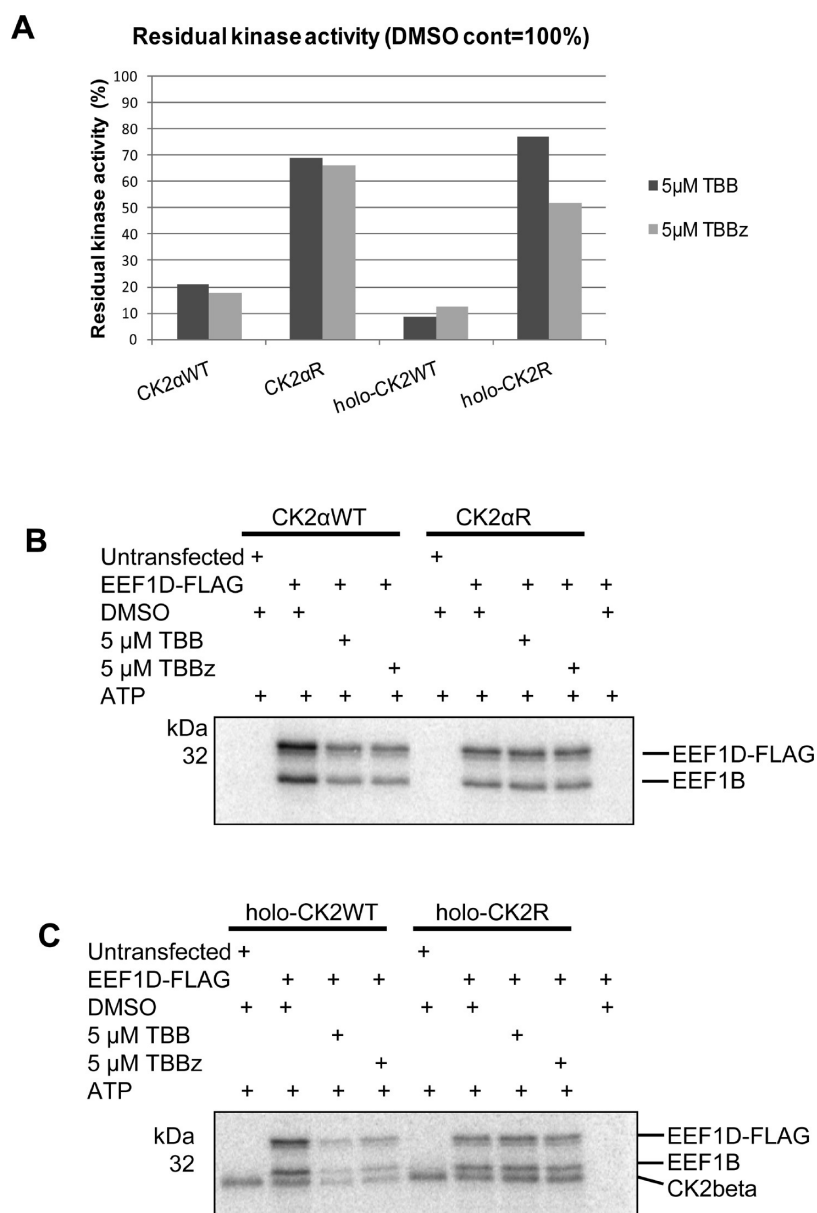 A
Residual kinase activity (DMSO cont=100%)
Residual kinase activity (%)
100
90
80
70
60
50
40
30
20
10
0
CK2αWT
CK2αR
holo-CK2WT
holo-CK2R
5µM TBB
5µM TBBz
B
CK2αWT CK2αR
Untransfected + +
EEF1D-FLAG + + + + + + +
DMSO + + + + +
5 µM TBB + +
5 µM TBBz + +
ATP + + + + + + + + +
kDa
32
EEF1D-FLAG
EEF1B
C
holo-CK2WT holo-CK2R
Untransfected + +
EEF1D-FLAG + + + + + + +
DMSO + + + + +
5 µM TBB + +
5 µM TBBz + +
ATP + + + + + + + +
kDa
32
EEF1D-FLAG
EEF1B
CK2beta